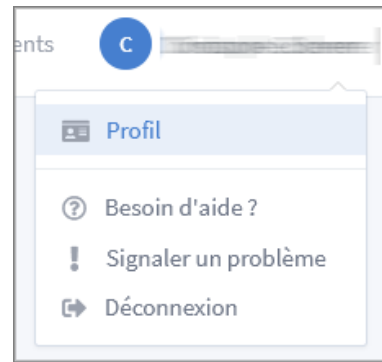 ents
C
Profil
Besoin d'aide ?
Signaler un problème
Déconnexion